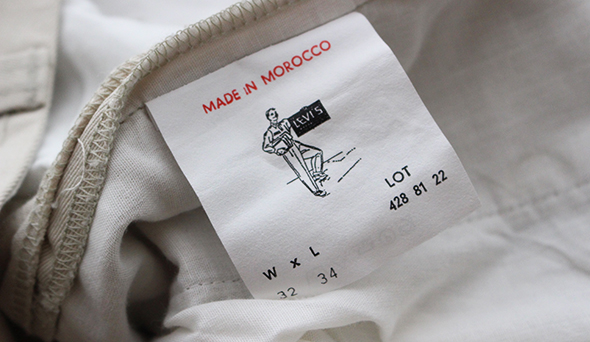 MADE IN MOROCCO
LEVI'S
LOT
428 81 22
W x L
32 34